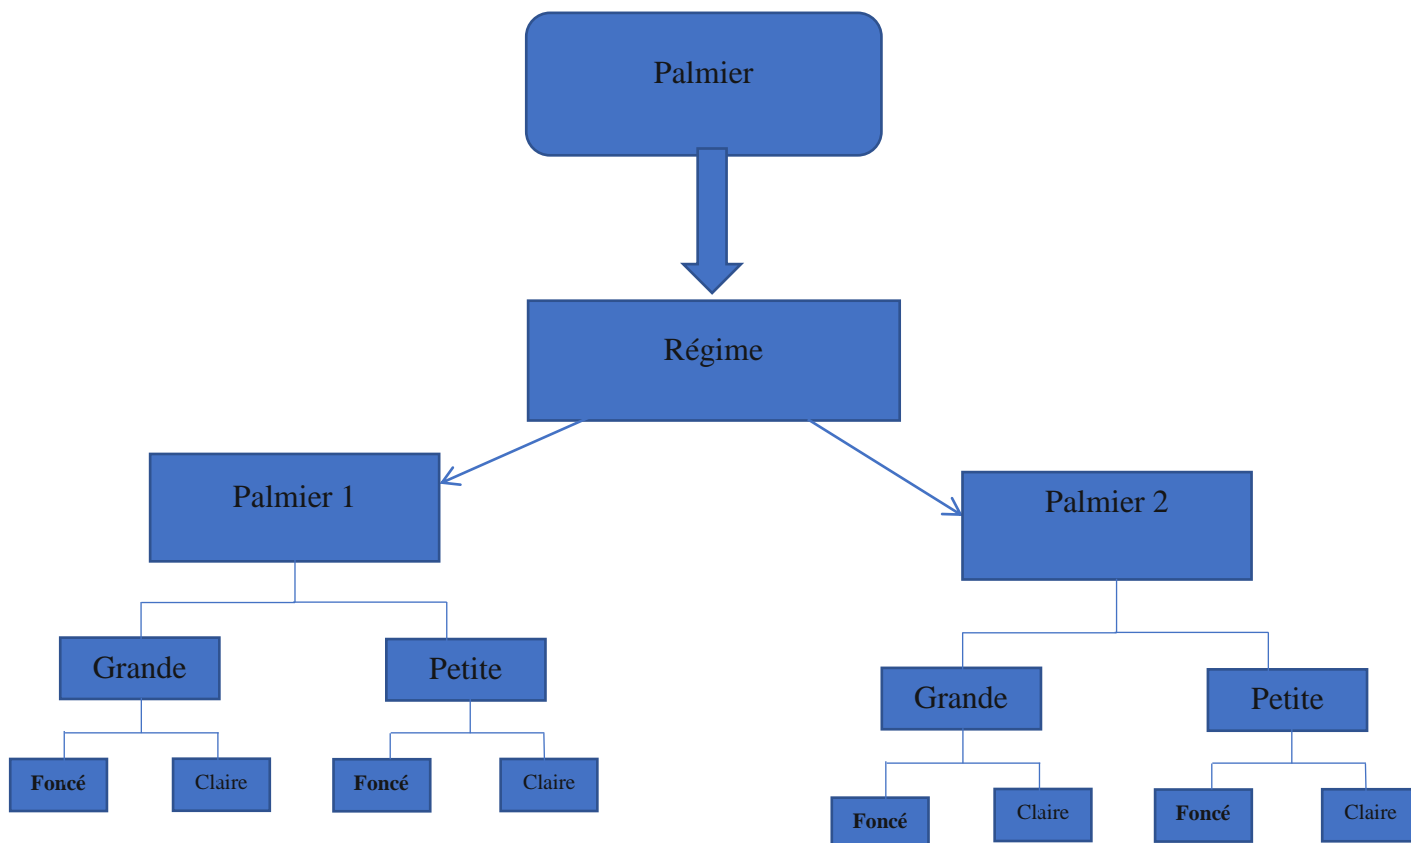 Palmier
Régime
Palmier 1
Palmier 2
Grande
Petite
Grande
Petite
Foncé
Claire
Foncé
Claire
Foncé
Claire
Foncé
Claire